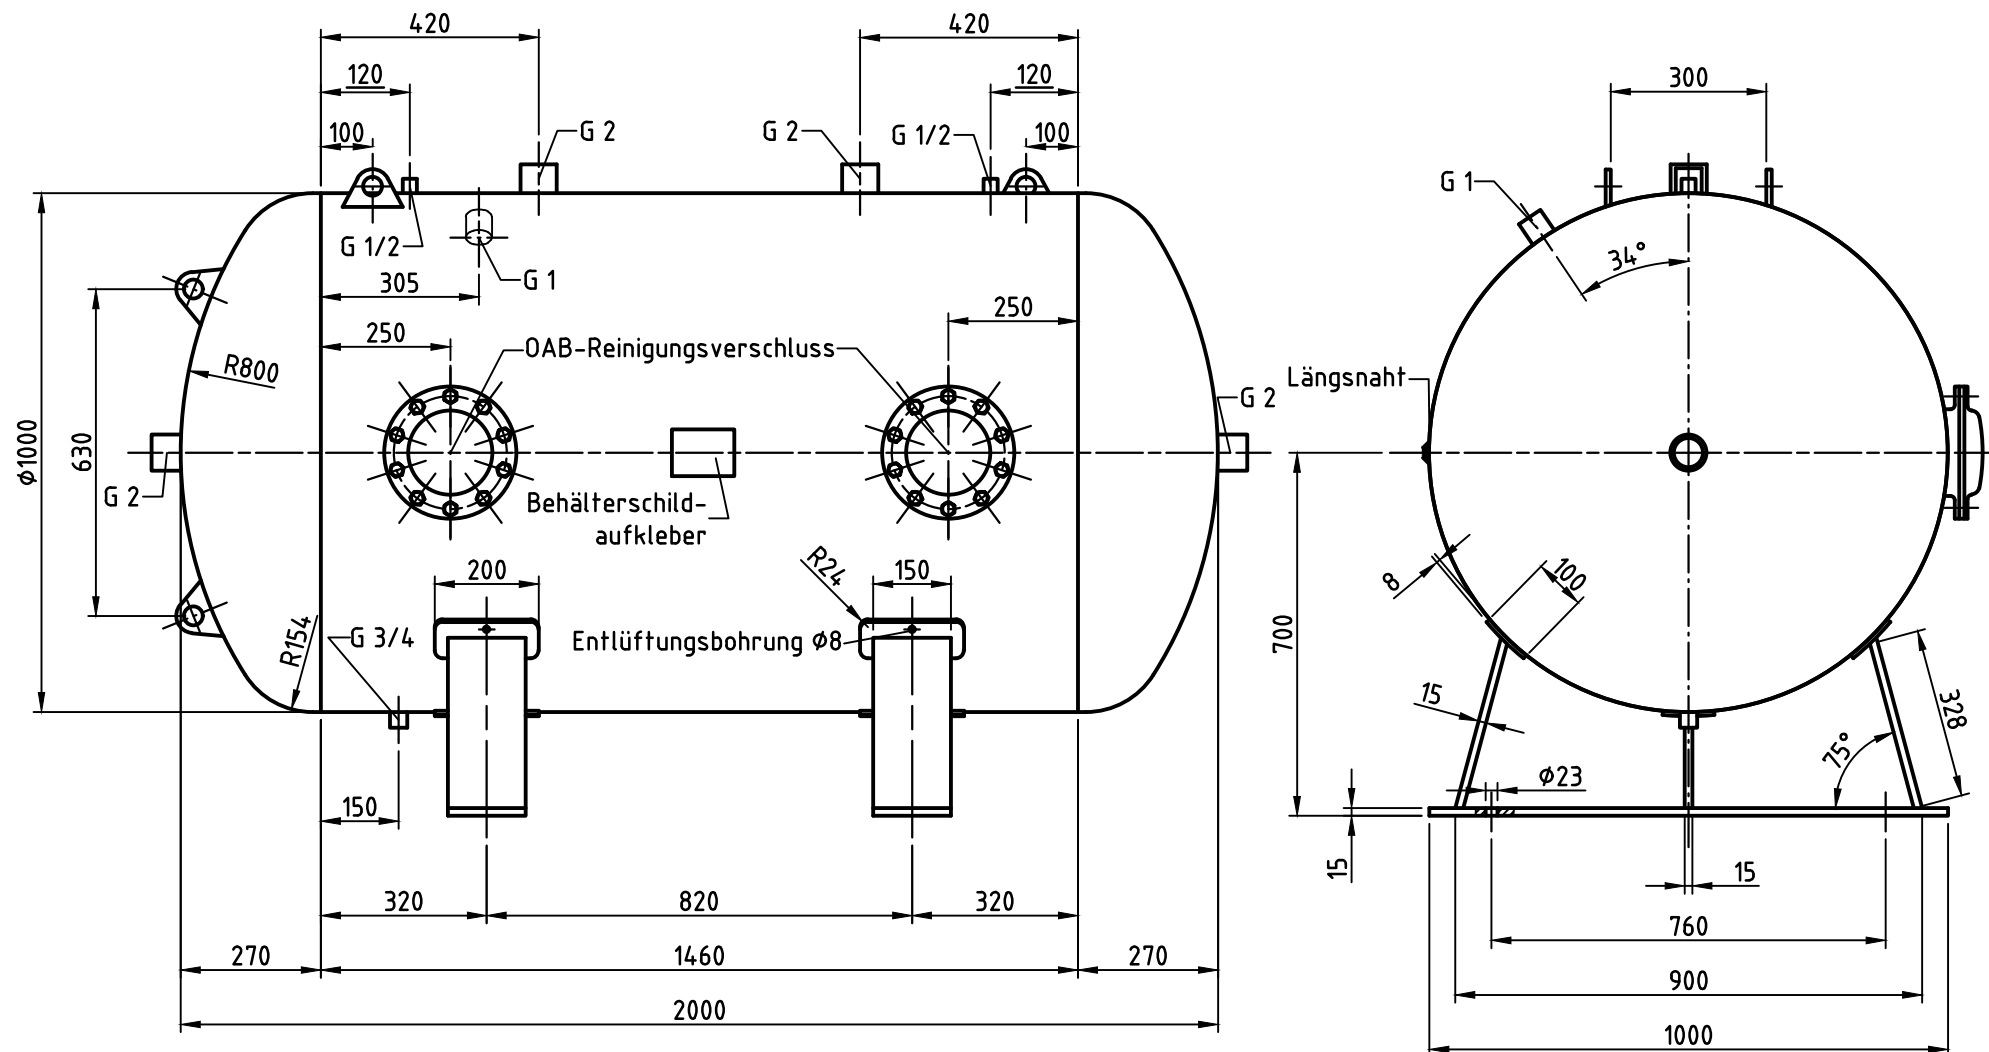 420
420
120
120
300
100
G 2
G 2
G 1/2
100
G 1
G 1/2
G 1
34°
305
250
250
OAB-Reinigungsverschluss
R800
Längsnaht
G 2
ϕ1000
630
G 2
Behälterschild-
aufkleber
200
R24
150
8
100
700
R154
G 3/4
Entlüftungsbohrung Ø8
15
328
75°
ϕ23
150
15
15
320
820
320
760
270
1460
270
900
2000
1000